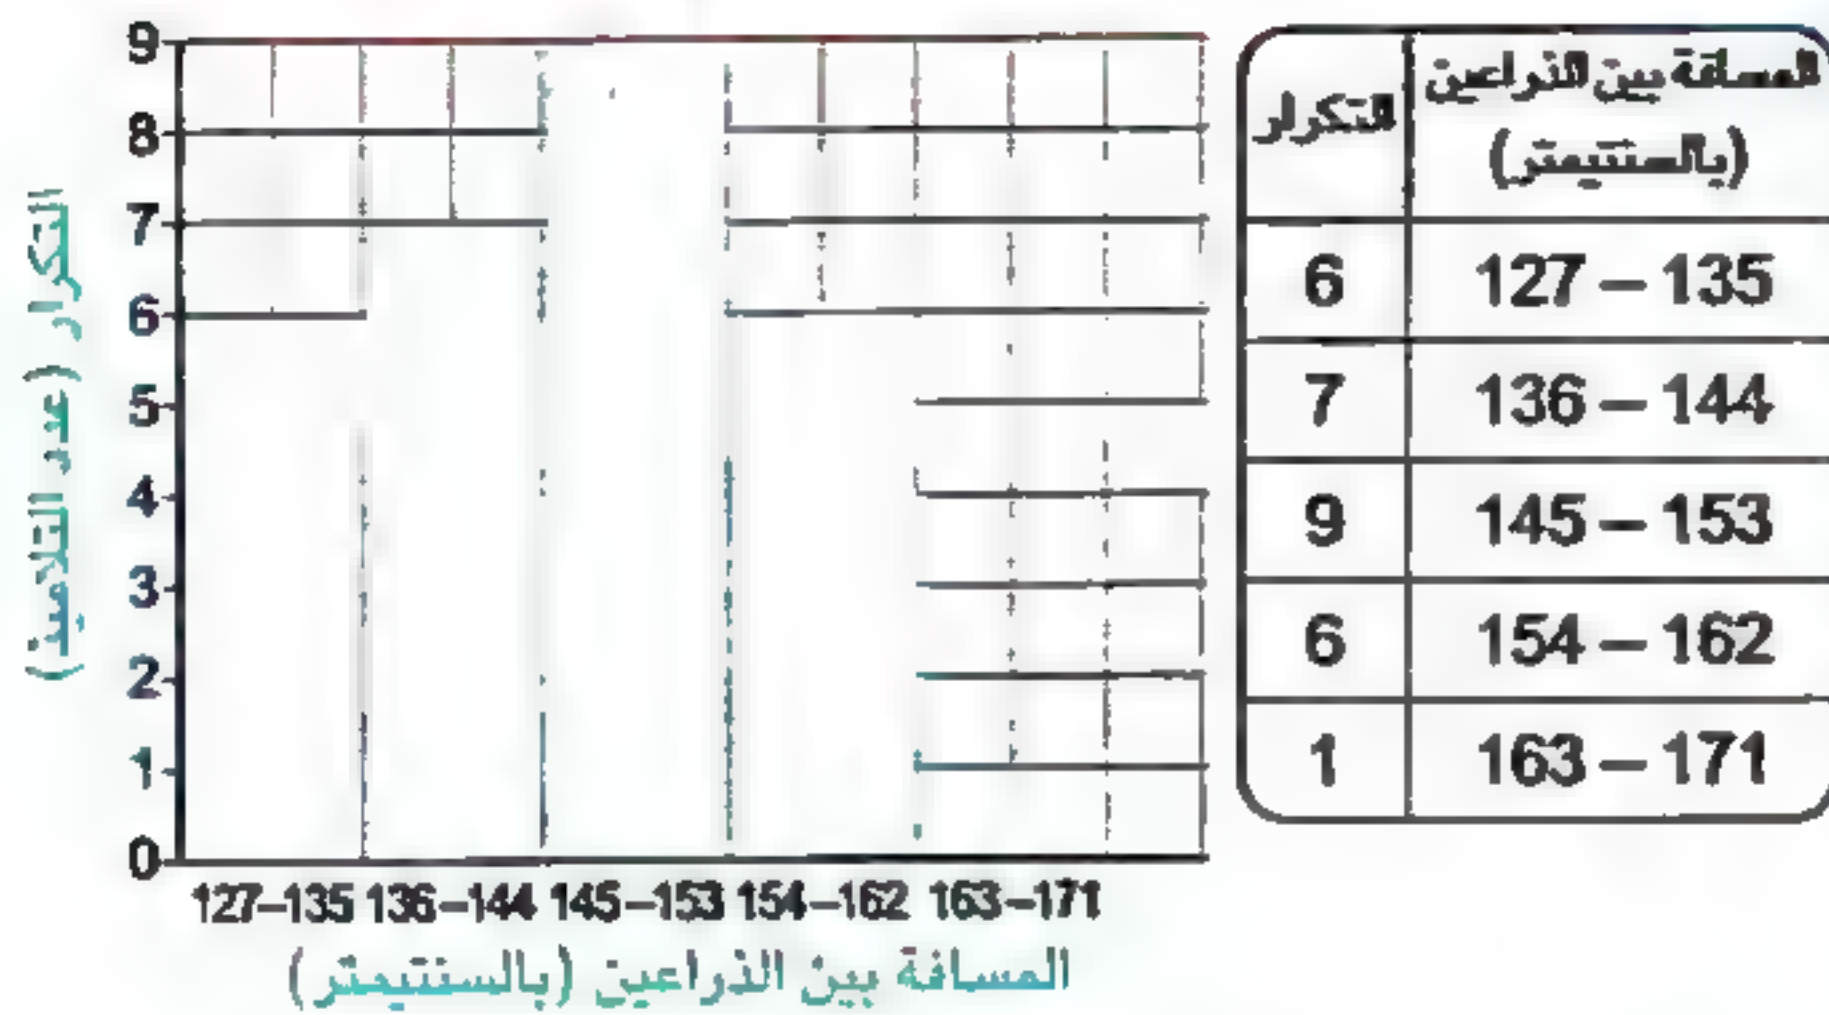 المسافة بين الذراعين
(بالسنتيمتر)
التكرار
127 – 135
6
136 – 144
7
145 – 153
9
154 – 162
6
163 – 171
1
التكرار (عدد التلاميذ)
9
8
7
6
5
4
3
2
1
0
127–135 136–144 145–153 154–162 163–171
المسافة بين الذراعين (بالسنتيمتر)